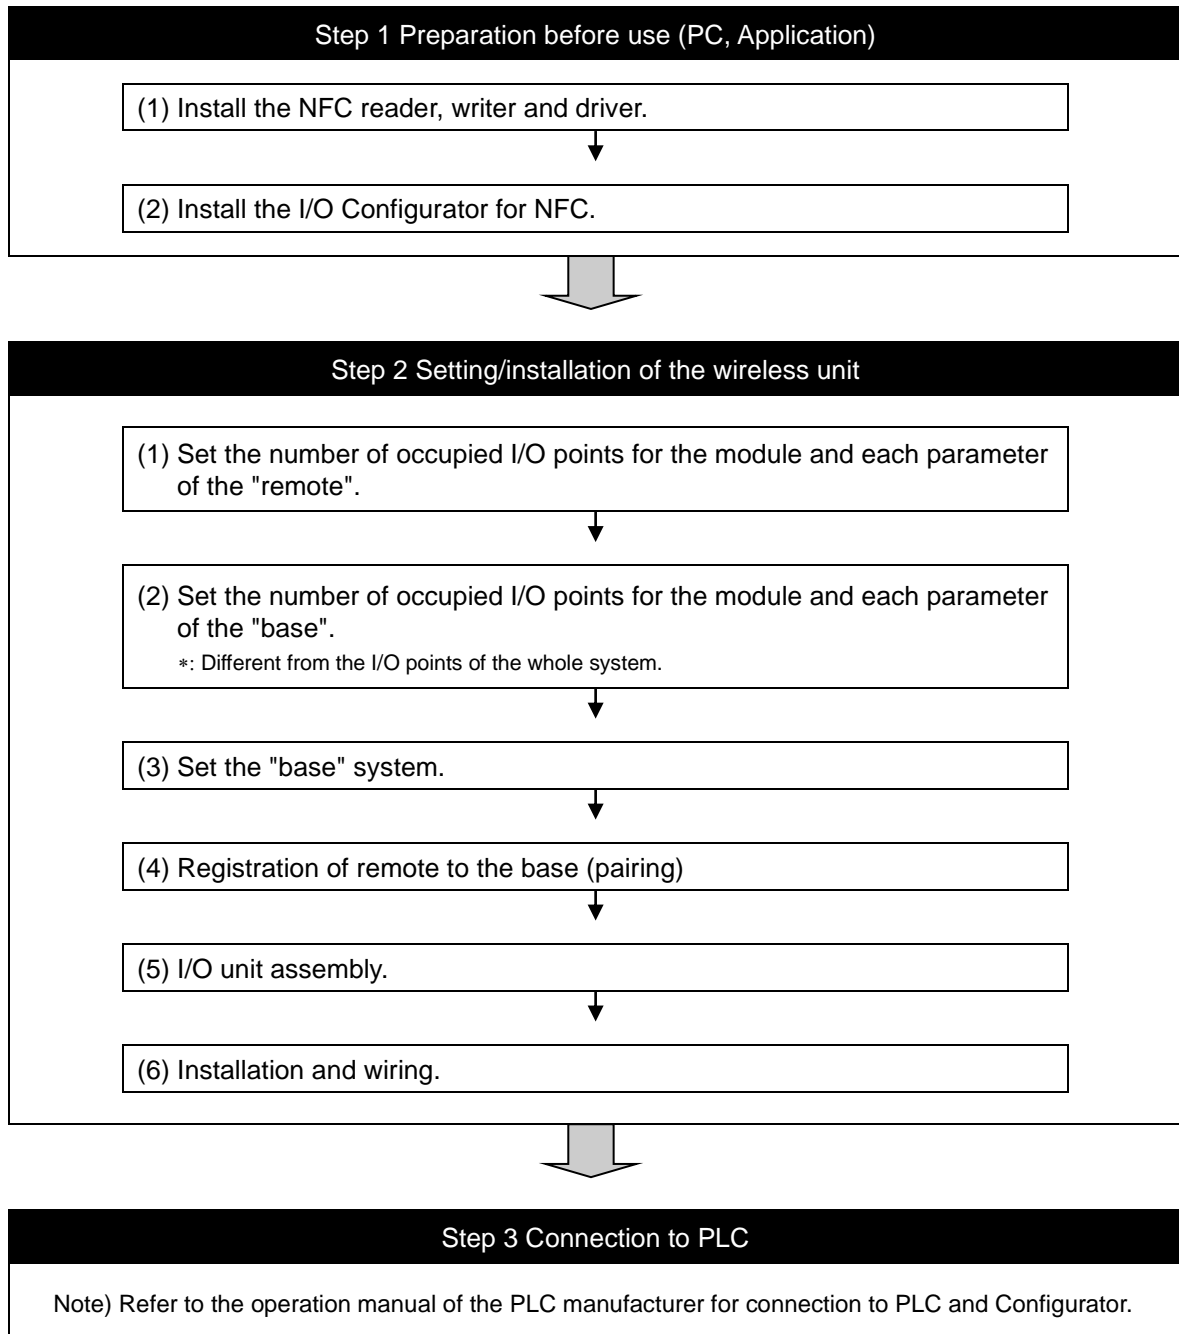 Step 1 Preparation before use (PC, Application)
(1) Install the NFC reader, writer and driver.
(2) Install the I/O Configurator for NFC.
Step 2 Setting/installation of the wireless unit
(1) Set the number of occupied I/O points for the module and each parameter
of the "remote".
(2) Set the number of occupied I/O points for the module and each parameter
of the "base".
*: Different from the I/O points of the whole system.
(3) Set the "base" system.
(4) Registration of remote to the base (pairing)
(5) I/O unit assembly.
(6) Installation and wiring.
Step 3 Connection to PLC
Note) Refer to the operation manual of the PLC manufacturer for connection to PLC and Configurator.